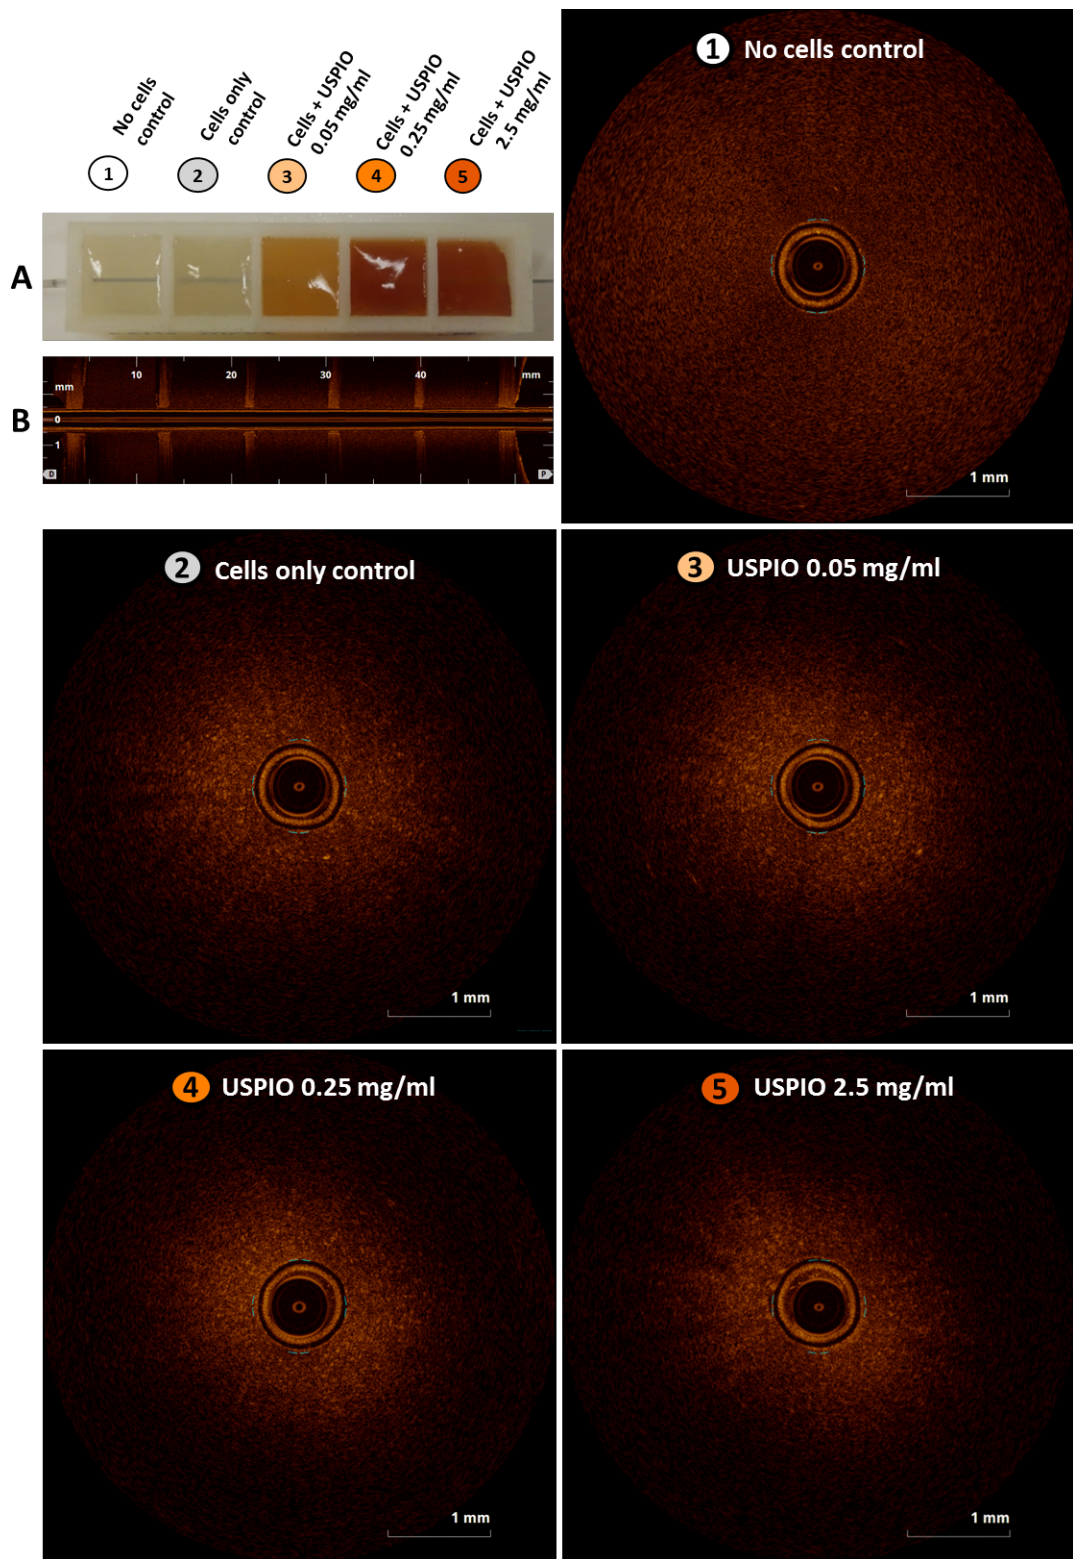 No cells
control
Cells only
control
Cells + USPIO
0.05 mg/ml
Cells + USPIO
0.25 mg/ml
Cells + USPIO
2.5 mg/ml
1 2 3 4 5
A
B
10 20 30 40 mm
mm
0
1
D P
1 No cells control
1 mm
2 Cells only control
1 mm
3 USPIO 0.05 mg/ml
1 mm
4 USPIO 0.25 mg/ml
1 mm
5 USPIO 2.5 mg/ml
1 mm